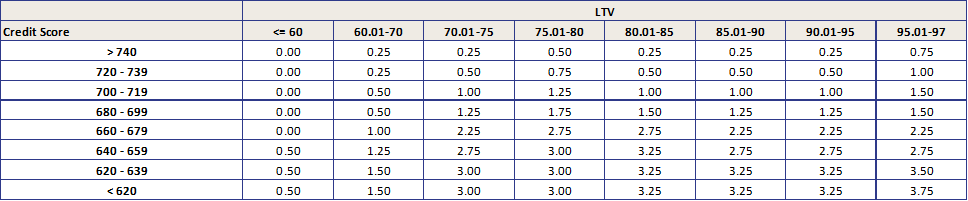 LTV
Credit Score <= 60 60.01-70 70.01-75 75.01-80 80.01-85 85.01-90 90.01-95 95.01-97
> 740 0.00 0.25 0.25 0.50 0.25 0.25 0.25 0.75
720 - 739 0.00 0.25 0.50 0.75 0.50 0.50 0.50 1.00
700 - 719 0.00 0.50 1.00 1.25 1.00 1.00 1.00 1.50
680 - 699 0.00 0.50 1.25 1.75 1.50 1.25 1.25 1.50
660 - 679 0.00 1.00 2.25 2.75 2.75 2.25 2.25 2.25
640 - 659 0.50 1.25 2.75 3.00 3.25 2.75 2.75 2.75
620 - 639 0.50 1.50 3.00 3.00 3.25 3.25 3.25 3.50
< 620 0.50 1.50 3.00 3.00 3.25 3.25 3.25 3.75